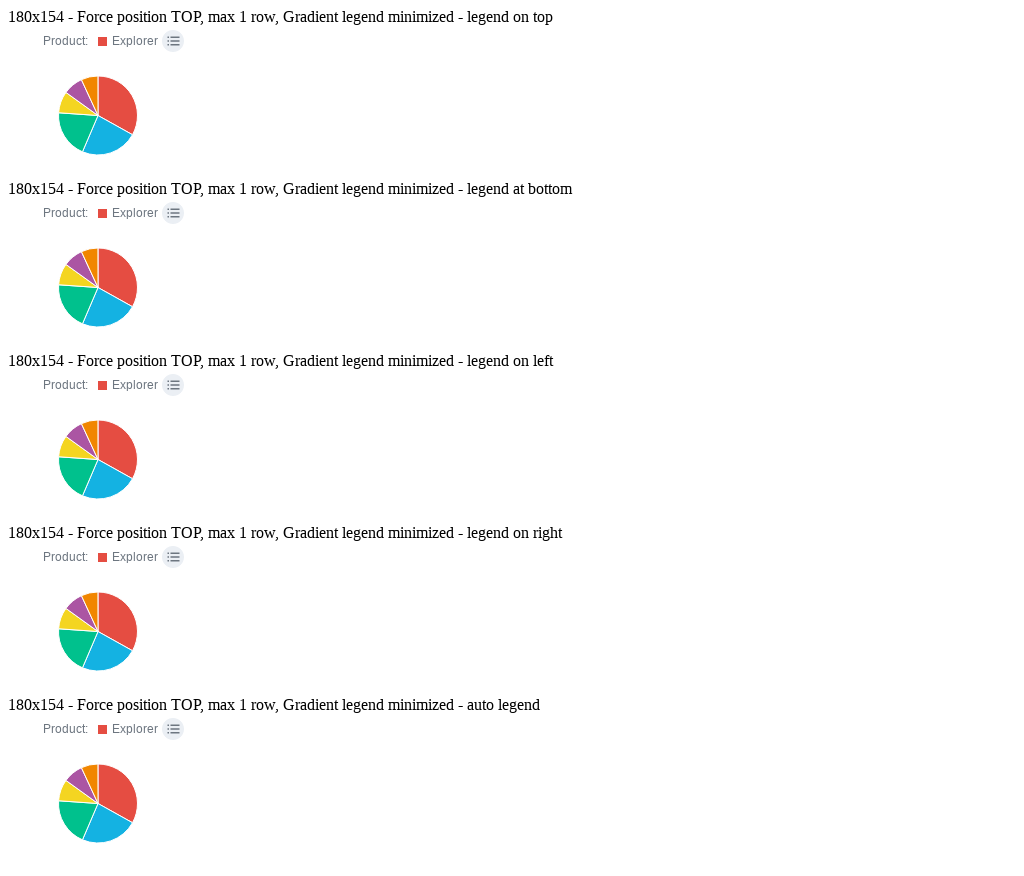 180x154 - Force position TOP, max 1 row, Gradient legend minimized - legend on top
Product: Explorer
180x154 - Force position TOP, max 1 row, Gradient legend minimized - legend at bottom
Product: Explorer
180x154 - Force position TOP, max 1 row, Gradient legend minimized - legend on left
Product: Explorer
180x154 - Force position TOP, max 1 row, Gradient legend minimized - legend on right
Product: Explorer
180x154 - Force position TOP, max 1 row, Gradient legend minimized - auto legend
Product: Explorer